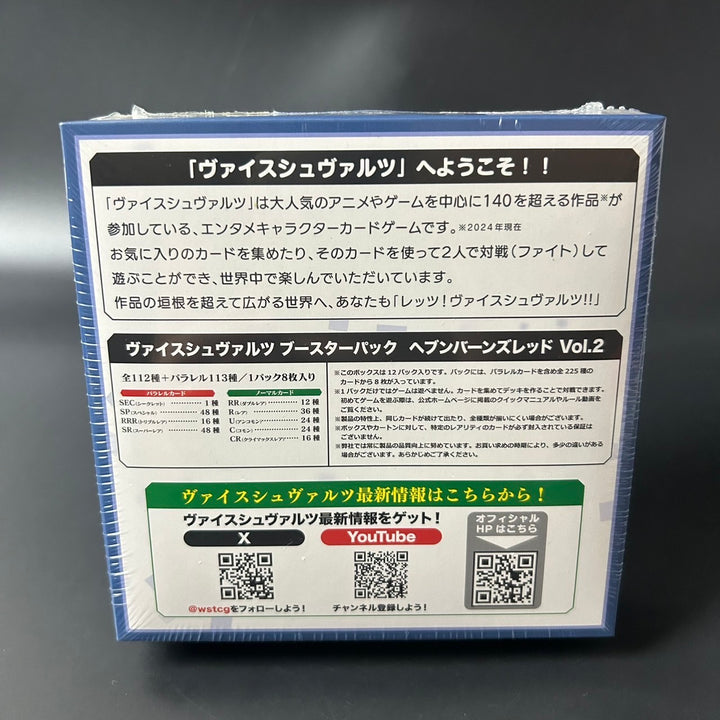 「ヴァイスシュヴァルツ」へようこそ！！
「ヴァイスシュヴァルツ」は大人気のアニメやゲームを中心に140を超える作品※が
参加している、エンタメキャラクターカードゲームです。※2024年現在
お気に入りのカードを集めたり、そのカードを使って2人で対戦（ファイト）して
遊ぶことができ、世界中で楽しんでいただいています。
作品の垣根を超えて広がる世界へ、あなたも「レッツ！ヴァイスシュヴァルツ!!」
ヴァイスシュヴァルツ ブースターパック ヘブンバーンズレッド Vol.2
全112種＋パラレル113種／1パック8枚入り
パラレルカード
SEC(シークレット) 1種
SP(スペシャル) 48種
RRR(トリプルレア) 16種
SR(スーパーレア) 48種
ノーマルカード
RR(ダブルレア) 12種
R(レア) 36種
U(アンコモン) 24種
C(コモン) 24種
CR(クライマックスレア) 16種
※このボックスは12パック入りです。パックには、パラレルカードを含め全225種の
カードから8枚が入っています。
※1パックだけではゲームは遊べません。カードを集めてデッキを作ることで対戦できます。
初めてゲームを遊ぶ際は、公式ホームページに掲載のクイックマニュアルやルール動画を
ご覧ください。
※製品の特性上、同じカードが続けて出たり、全種類が揃いにくい場合がございます。
※ボックスやカートンに対して、特定のレアリティのカードが必ず封入されている保証は
ございません。
※弊社では常に製品の品質向上に努めています。お買い求めの時期により、多少の違いがある
場合がございます。あらかじめご了承ください。
ヴァイスシュヴァルツ最新情報はこちらから！
ヴァイスシュヴァルツ最新情報をゲット！
X
YouTube
オフィシャル
HPはこちら
@wstcgをフォローしよう！
チャンネル登録しよう！